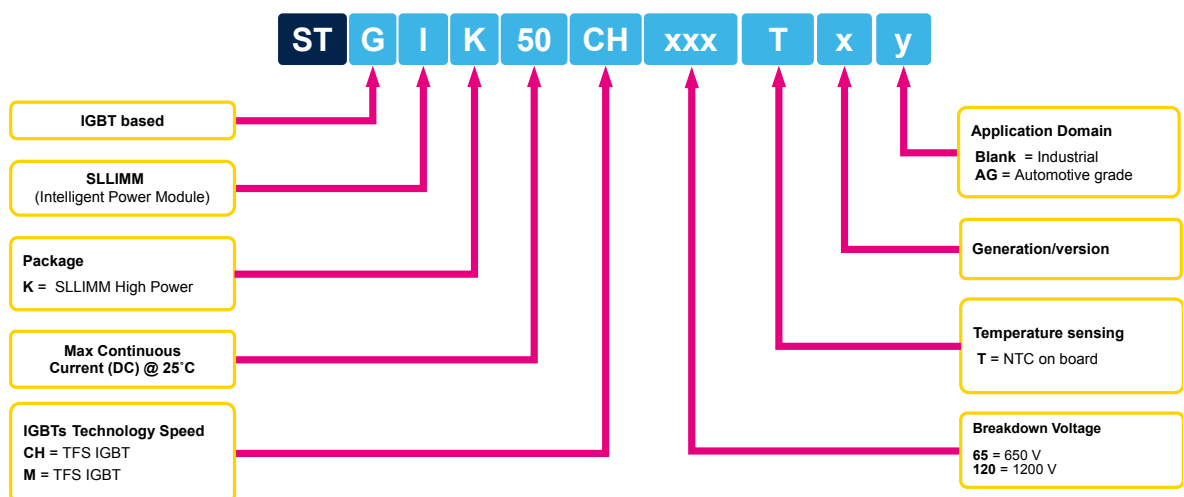 ST G I K 50 CH xxx T x y
IGBT based
SLLIMM
(Intelligent Power Module)
Package
K = SLLIMM High Power
Max Continuous
Current (DC) @ 25˚C
IGBTs Technology Speed
CH = TFS IGBT
M = TFS IGBT
Application Domain
Blank = Industrial
AG = Automotive grade
Generation/version
Temperature sensing
T = NTC on board
Breakdown Voltage
65 = 650 V
120 = 1200 V